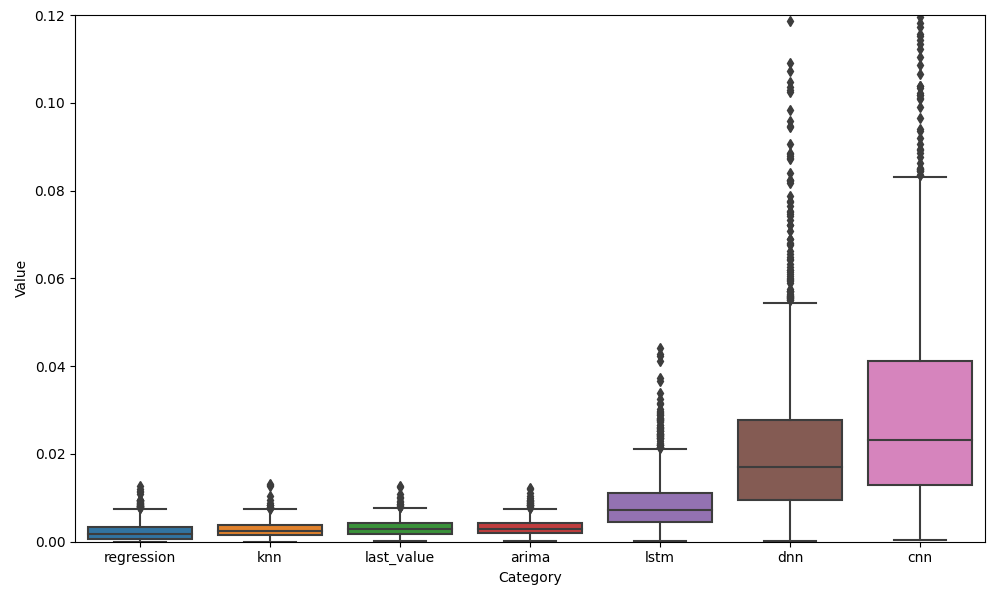 0.12
0.10
0.08
0.06
0.04
0.02
0.00
Value
regression knn last_value arima lstm dnn cnn
Category